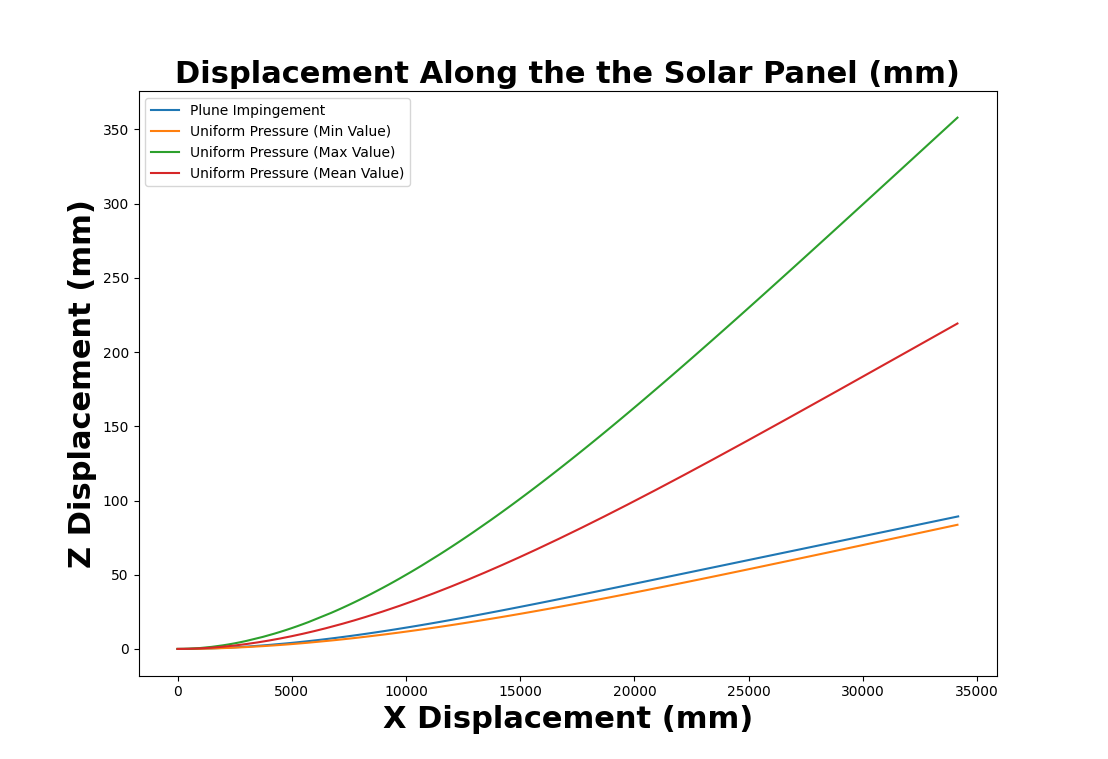 Displacement Along the the Solar Panel (mm)
Plune Impingement
Uniform Pressure (Min Value)
Uniform Pressure (Max Value)
Uniform Pressure (Mean Value)
Z Displacement (mm)
350
300
250
200
150
100
50
0
0 5000 10000 15000 20000 25000 30000 35000
X Displacement (mm)